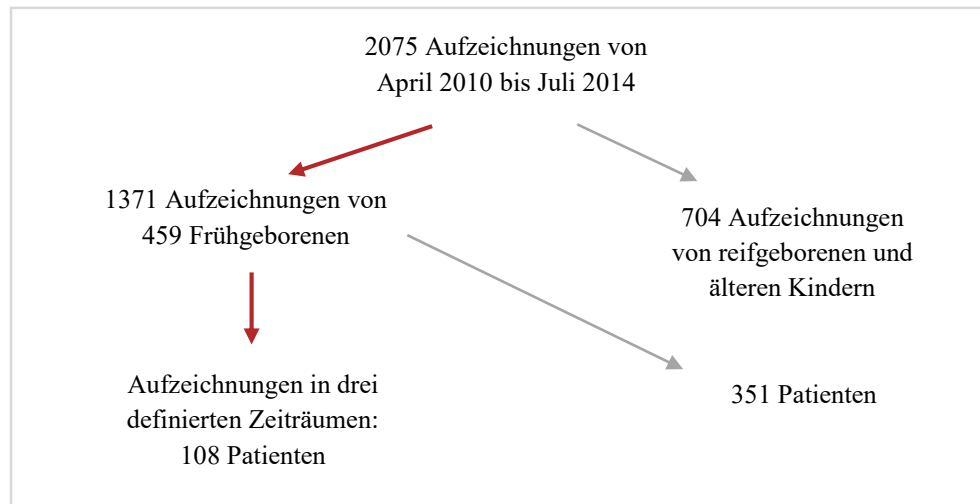 2075 Aufzeichnungen von
April 2010 bis Juli 2014
1371 Aufzeichnungen von
459 Frühgeborenen
704 Aufzeichnungen
von reifgeborenen und
älteren Kindern
Aufzeichnungen in drei
definierten Zeiträumen:
108 Patienten
351 Patienten